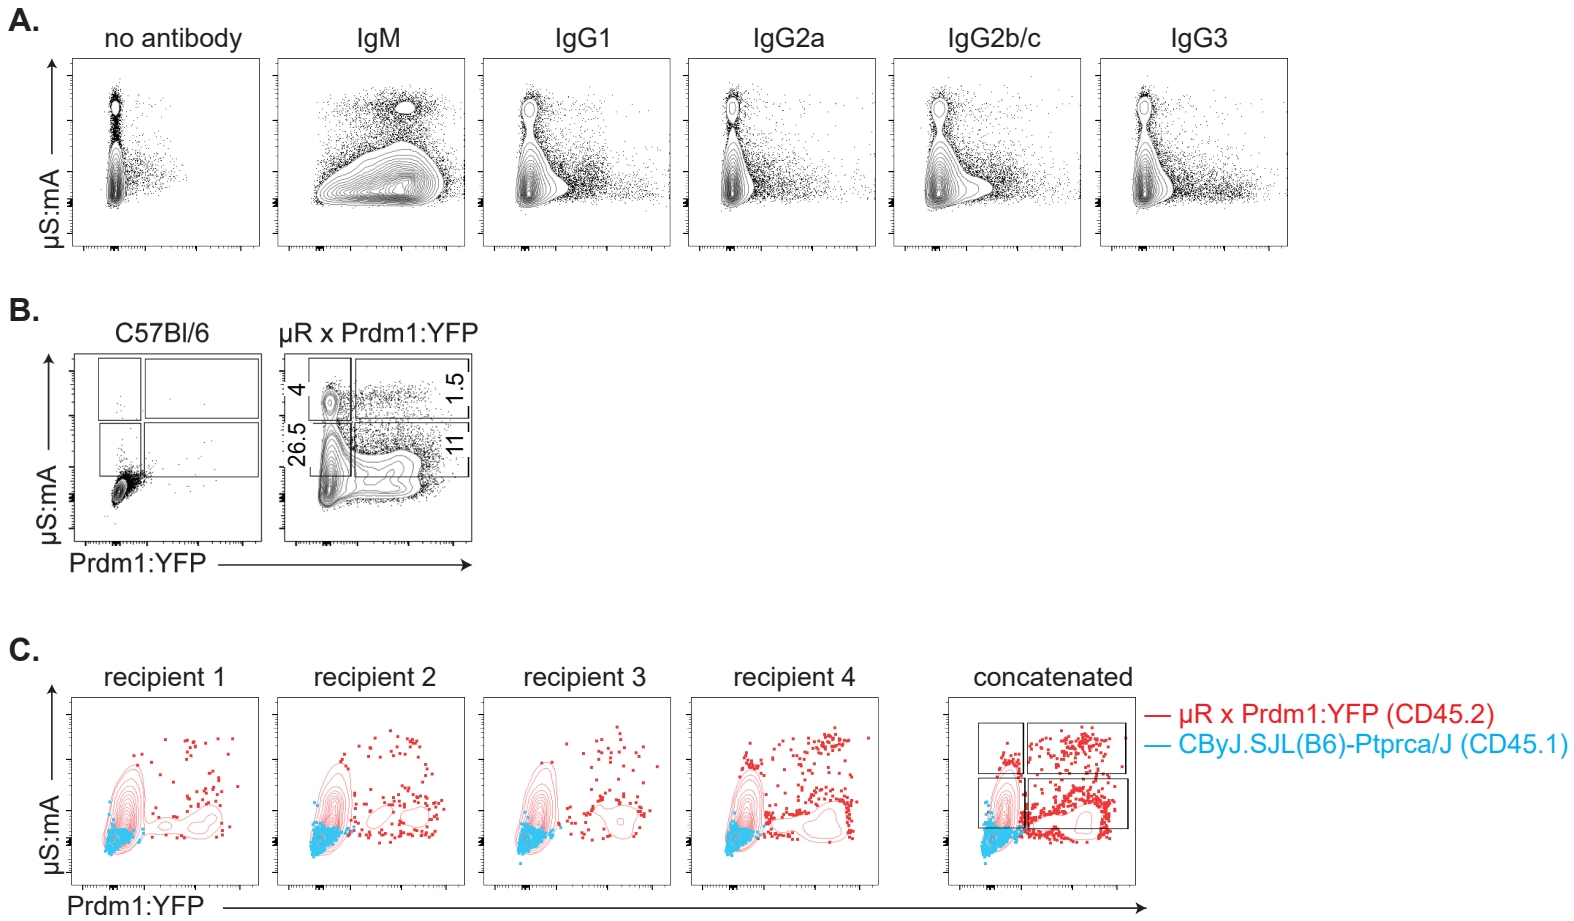 A.
no antibody
IgM
IgG1
IgG2a
IgG2b/c
IgG3
µS:mA
B.
C57Bl/6
µR x Prdm1:YFP
4
1.5
26.5
11
µS:mA
Prdm1:YFP
C.
recipient 1
recipient 2
recipient 3
recipient 4
concatenated
µR x Prdm1:YFP (CD45.2)
CByJ.SJL(B6)-Ptprca/J (CD45.1)
µS:mA
Prdm1:YFP